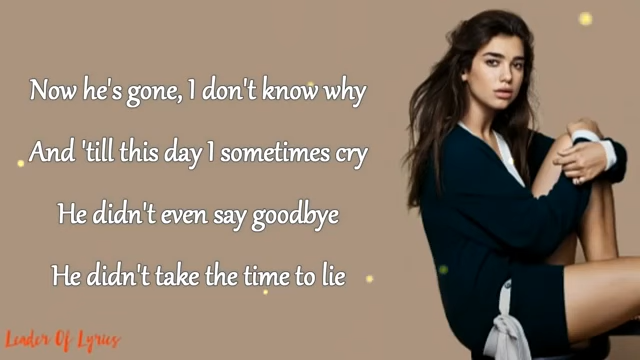 Now he's gone, I don't know why
And 'till this day I sometimes cry
He didn't even say goodbye
He didn't take the time to lie
Leader Of Lyrics